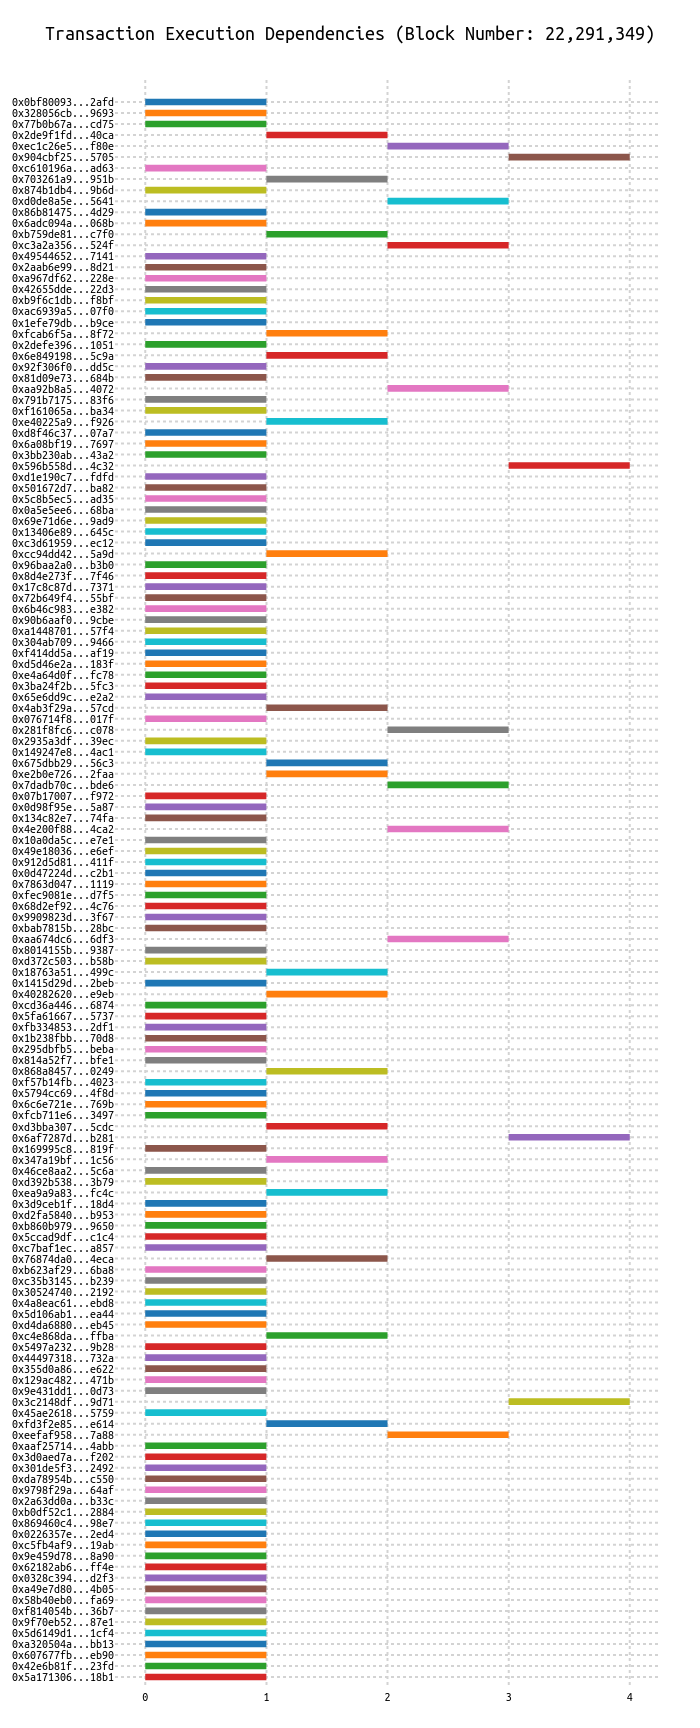 Transaction Execution Dependencies (Block Number: 22,291,349)
0x0bf80093...2afd
0x328056cb...9693
0x77b0b67a...cd75
0x2de9f1fd...40ca
0xec1c26e5...f80e
0x904cbf25...5705
0xc610196a...ad63
0x703261a9...951b
0x874b1db4...9b6d
0xd0de8a5e...5641
0x86b81475...4d29
0x6adc094a...068b
0xb759de81...c7f0
0xc3a2a356...524f
0x49544652...7141
0x2aab6e99...8d21
0xa967df62...228e
0x42655dde...22d3
0xb9f6c1db...f8bf
0xac6939a5...07f0
0x1efe79db...b9ce
0xfcab6f5a...8f72
0x2defe396...1051
0x6e849198...5c9a
0x92f306f0...dd5c
0x81d09e73...684b
0xaa92b8a5...4072
0x791b7175...83f6
0xf161065a...ba34
0xe40225a9...f926
0xd8f46c37...07a7
0x6a08bf19...7697
0x3bb230ab...43a2
0x596b558d...4c32
0xd1e190c7...fdfd
0x501672d7...ba82
0x5c8b5ec5...ad35
0x0a5e5ee6...68ba
0x69e71d6e...9ad9
0x13406e89...645c
0xc3d61959...ec12
0xcc94dd42...5a9d
0x96baa2a0...b3b0
0x8d4e273f...7f46
0x17c8c87d...7371
0x72b649f4...55bf
0x6b46c983...e382
0x90b6aaf0...9cbe
0xa1448701...57f4
0x304ab709...9466
0xf414dd5a...af19
0xd5d46e2a...183f
0xe4a64d0f...fc78
0x3ba24f2b...5fc3
0x65e6dd9c...e2a2
0x4ab3f29a...57cd
0x076714f8...017f
0x281f8fc6...c078
0x2935a3df...39ec
0x149247e8...4ac1
0x675dbb29...56c3
0xe2b0e726...2faa
0x7dadb70c...bde6
0x07b17007...f972
0x0d98f95e...5a87
0x134c82e7...74fa
0x4e200f88...4ca2
0x10a0da5c...e7e1
0x49e18036...e6ef
0x912d5d81...411f
0x0d47224d...c2b1
0x7863d047...1119
0xfec9081e...d7f5
0x68d2ef92...4c76
0x9909823d...3f67
0xbab7815b...28bc
0xaa674dc6...6df3
0x8014155b...9387
0xd372c503...b58b
0x18763a51...499c
0x1415d29d...2beb
0x40282620...e9eb
0xcd36a446...6874
0x5fa61667...5737
0xfb334853...2df1
0x1b238fbb...70d8
0x295dbfb5...beba
0x814a52f7...bfe1
0x868a8457...0249
0xf57b14fb...4023
0x5794cc69...4f8d
0x6c6e721e...769b
0xfcb711e6...3497
0xd3bba307...5cdc
0x6af7287d...b281
0x169995c8...819f
0x347a19bf...1c56
0x46ce8aa2...5c6a
0xd392b538...3b79
0xea9a9a83...fc4c
0x3d9ceb1f...18d4
0xd2fa5840...b953
0xb860b979...9650
0x5ccad9df...c1c4
0xc7baf1ec...a857
0x76874da0...4eca
0xb623af29...6ba8
0xc35b3145...b239
0x30524740...2192
0x4a8eac61...ebd8
0x5d106ab1...ea44
0xd4da6880...eb45
0xc4e868da...ffba
0x5497a232...9b28
0x44497318...732a
0x355d0a86...e622
0x129ac482...471b
0x9e431dd1...0d73
0x3c2148df...9d71
0x45ae2618...5759
0xfd3f2e85...e614
0xeefaf958...7a88
0xaaf25714...4abb
0x3d0aed7a...f202
0x301de5f3...2492
0xda78954b...c550
0x9798f29a...64af
0x2a63dd0a...b33c
0xb0df52c1...2884
0x869460c4...98e7
0x0226357e...2ed4
0xc5fb4af9...19ab
0x9e459d78...8a90
0x62182ab6...ff4e
0x0328c394...d2f3
0xa49e7d80...4b05
0x58b40eb0...fa69
0xf814054b...36b7
0x9f70eb52...87e1
0x5d6149d1...1cf4
0xa320504a...bb13
0x607677fb...eb90
0x42e6b81f...23fd
0x5a171306...18b1
0 1 2 3 4